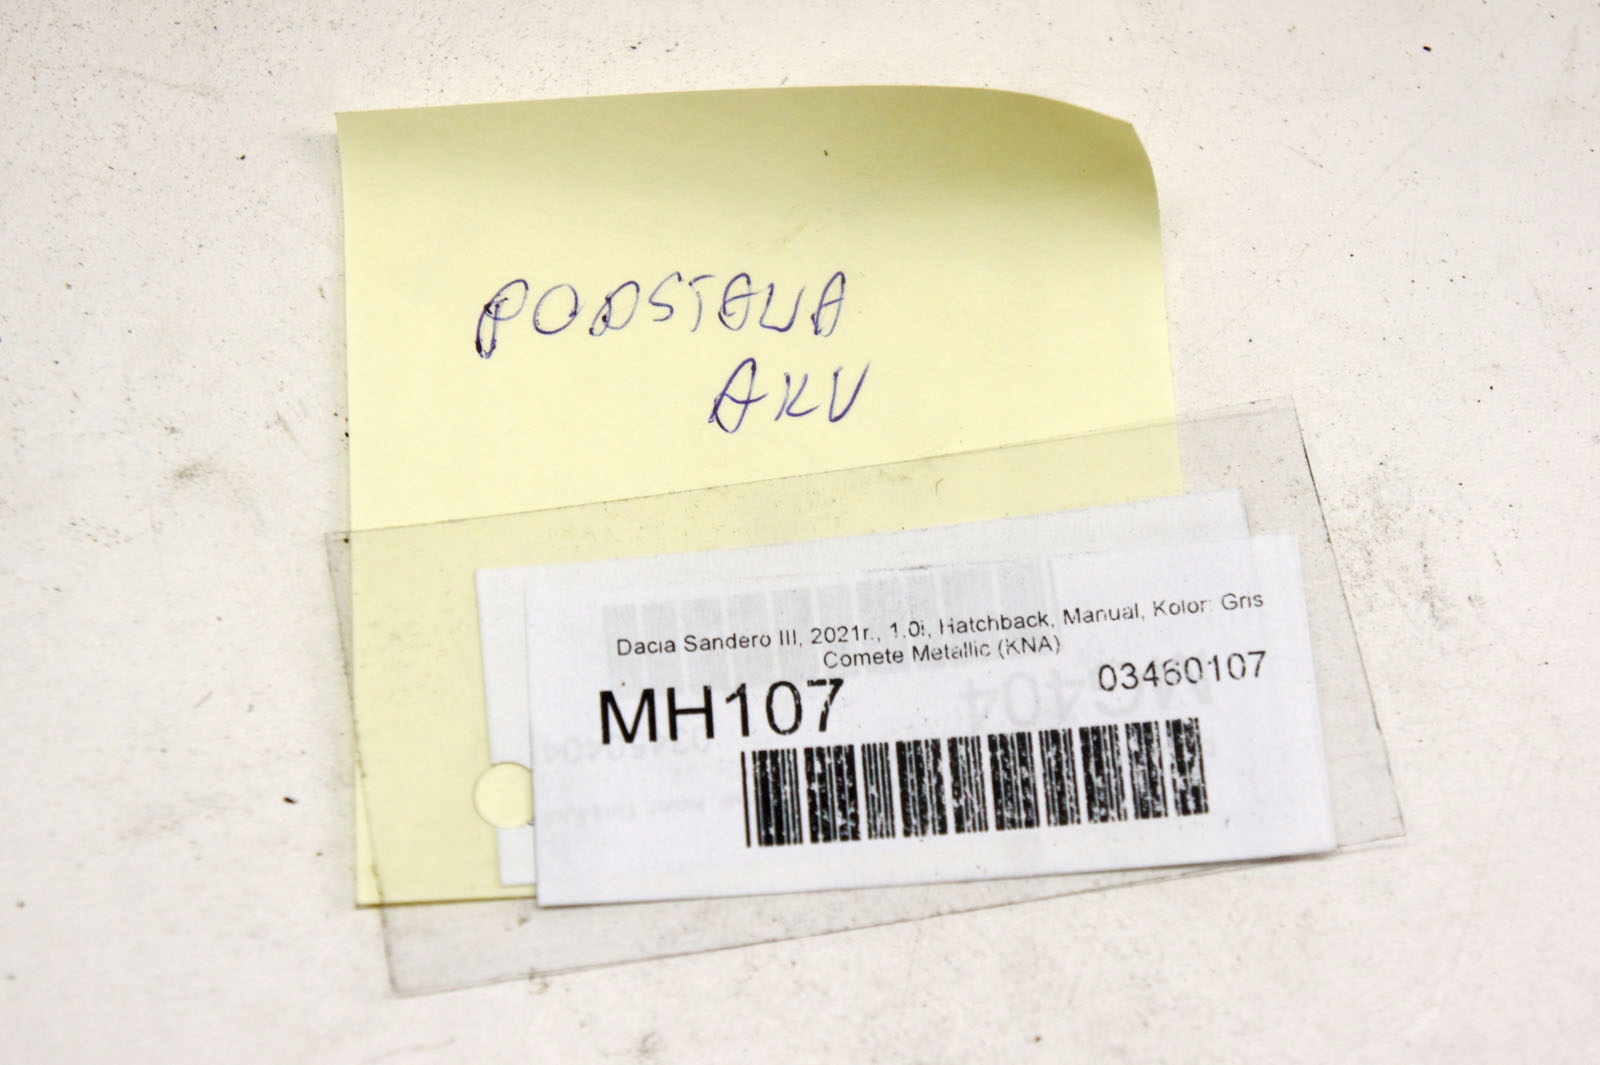 PODSTAWA
AKU
Dacia Sandero III, 2021r., 1.0i, Hatchback, Manual, Kolor: Gris
Comete Metallic (KNA)
MH107
03460107